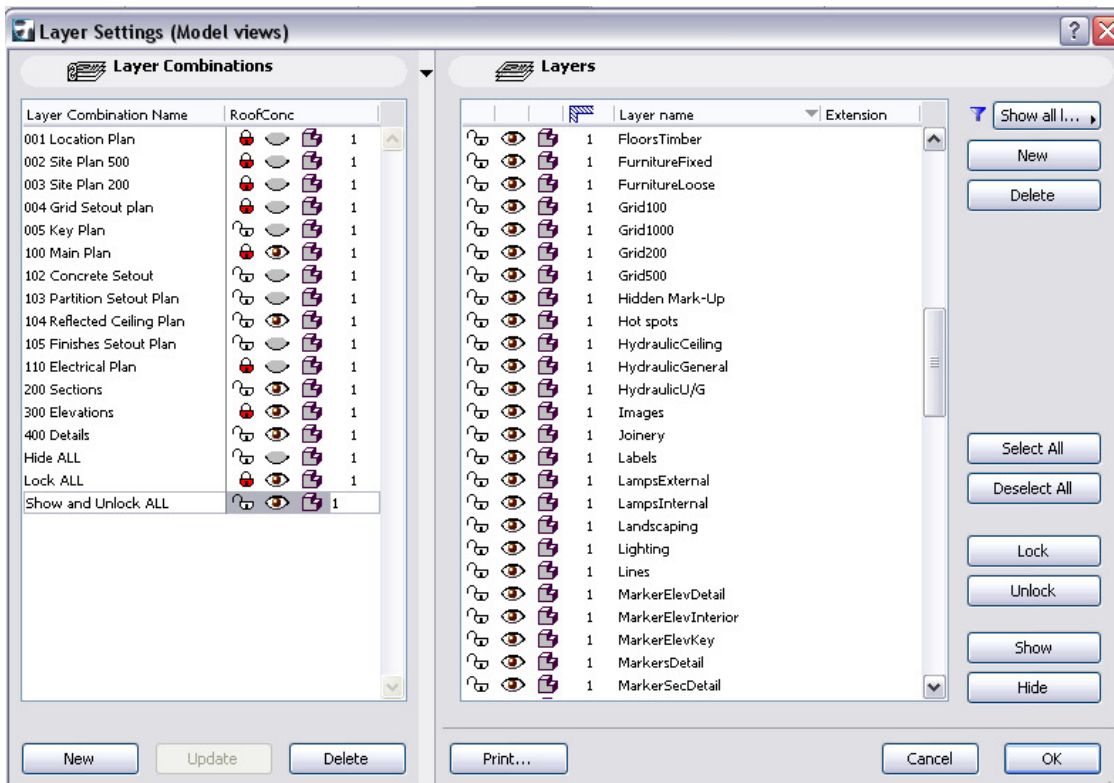 Layer Settings (Model views)
Layer Combinations
Layer Combination Name RoofConc
001 Location Plan 1
002 Site Plan 500 1
003 Site Plan 200 1
004 Grid Setout plan 1
005 Key Plan 1
100 Main Plan 1
102 Concrete Setout 1
103 Partition Setout Plan 1
104 Reflected Ceiling Plan 1
105 Finishes Setout Plan 1
110 Electrical Plan 1
200 Sections 1
300 Elevations 1
400 Details 1
Hide ALL 1
Lock ALL 1
Show and Unlock ALL 1
New Update Delete
Layers
Layer name Extension
1 FloorsTimber
1 FurnitureFixed
1 FurnitureLoose
1 Grid100
1 Grid1000
1 Grid200
1 Grid500
1 Hidden Mark-Up
1 Hot spots
1 HydraulicCeiling
1 HydraulicGeneral
1 HydraulicU/G
1 Images
1 Joinery
1 Labels
1 LampsExternal
1 LampsInternal
1 Landscaping
1 Lighting
1 Lines
1 MarkerElevDetail
1 MarkerElevInterior
1 MarkerElevKey
1 MarkersDetail
1 MarkerSecDetail
Show all l...
New
Delete
Select All
Deselect All
Lock
Unlock
Show
Hide
Print... Cancel OK